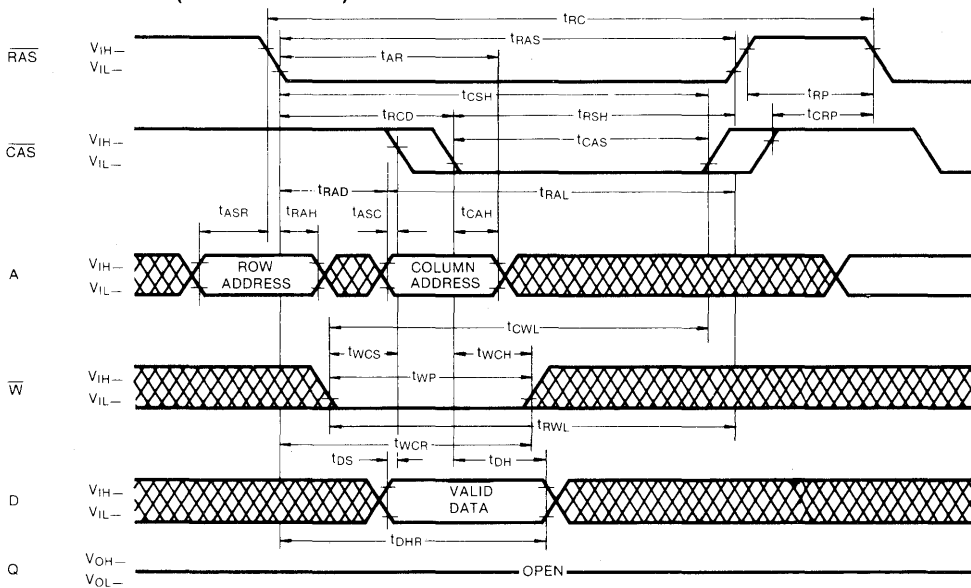 tRC
tRAS
tAR
RAS
VIH—
VIL—
tCSH
tRP
tRCD
tRSH
tCRP
tCAS
CAS
VIH—
VIL—
tRAD
tRAL
tASR
tRAH
tASC
tCAH
A
VIH—
VIL—
ROW
ADDRESS
COLUMN
ADDRESS
tCWL
tWCS
tWCH
tWP
W
VIH—
VIL—
tRWL
tWCR
tDS
tDH
D
VIH—
VIL—
VALID
DATA
tDHR
Q
VOH—
VOL—
OPEN